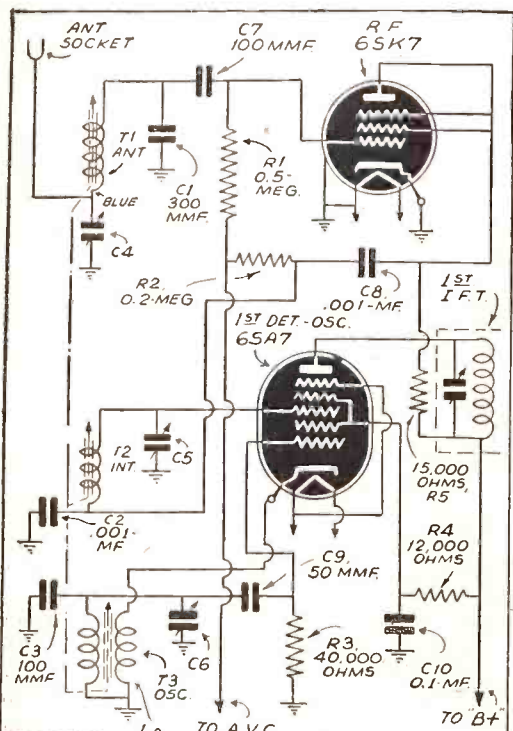 ANT
SOCKET
C7
100 MMF.
R F
6SK7
T1
ANT
BLUE
C4
C1
300
MMF.
R1
0.5-
MEG.
R2
0.2-MEG
C8
.001-MF.
1ST
I F.T.
1ST DET.-OSC.
6SA7
T2
INT.
C5
15,000
OHMS,
R5
C2
.001-
MF
C9
50 MMF.
R4
12,000
OHMS
C3
100
MMF
T3
OSC.
C6
R3,
40,000
OHMS
C10
0.1-MF.
TO A.V.C.
TO "B+"